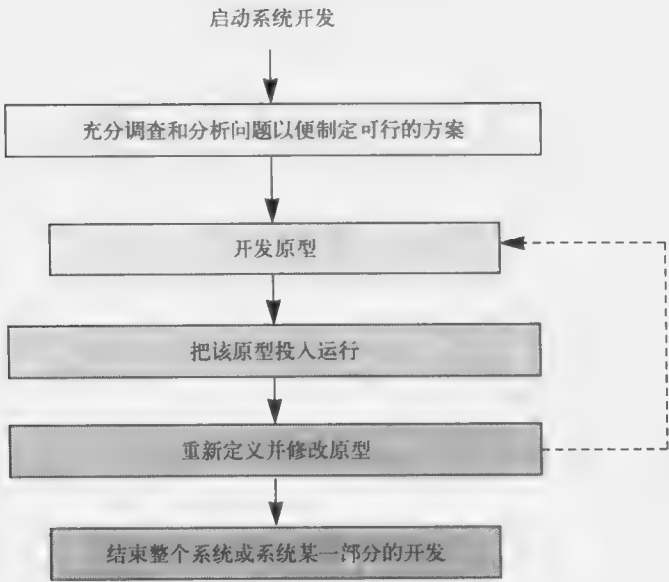 启动系统开发
充分调查和分析问题以便制定可行的方案
开发原型
把该原型投入运行
重新定义并修改原型
结束整个系统或系统某一部分的开发